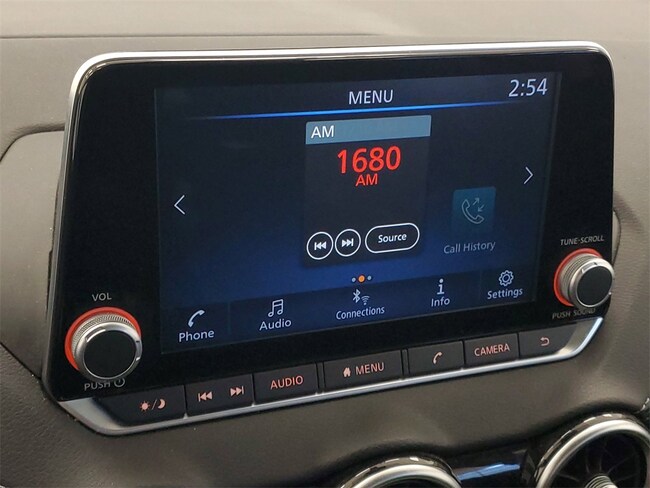 MENU
2:54
AM
1680
AM
Source
Call History
Phone
Audio
Connections
Info
Settings
VOL
PUSH
TUNE·SCROLL
PUSH SOUND
AUDIO
MENU
CAMERA